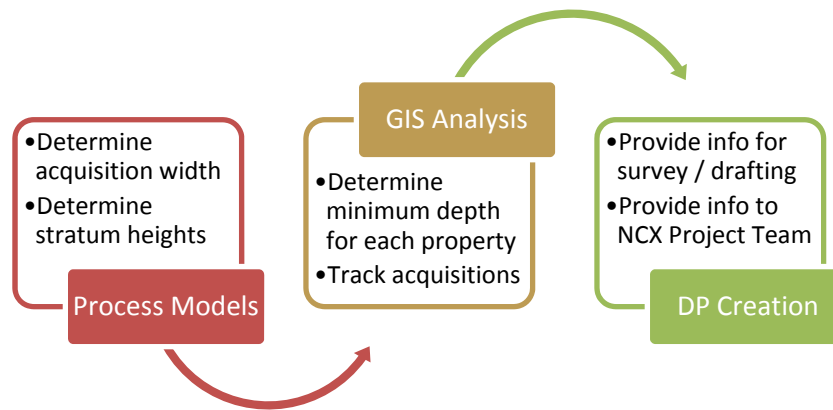 •Determine
acquisition width
•Determine
stratum heights
Process Models
GIS Analysis
•Determine
minimum depth
for each property
•Track acquisitions
•Provide info for
survey / drafting
•Provide info to
NCX Project Team
DP Creation